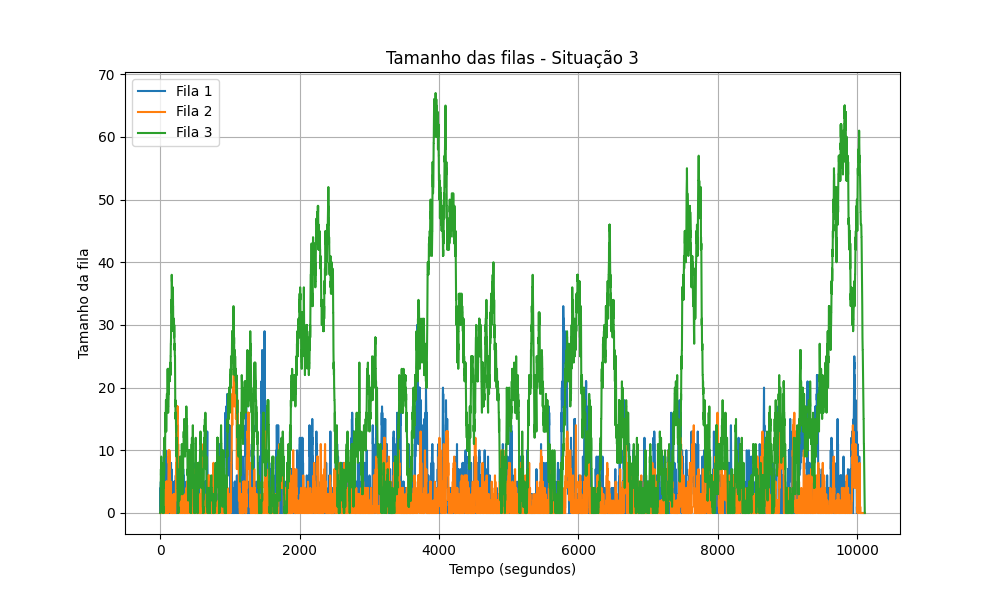 Tamanho das filas - Situação 3
Fila 1
Fila 2
Fila 3
Tamanho da fila
70
60
50
40
30
20
10
0
0 2000 4000 6000 8000 10000
Tempo (segundos)